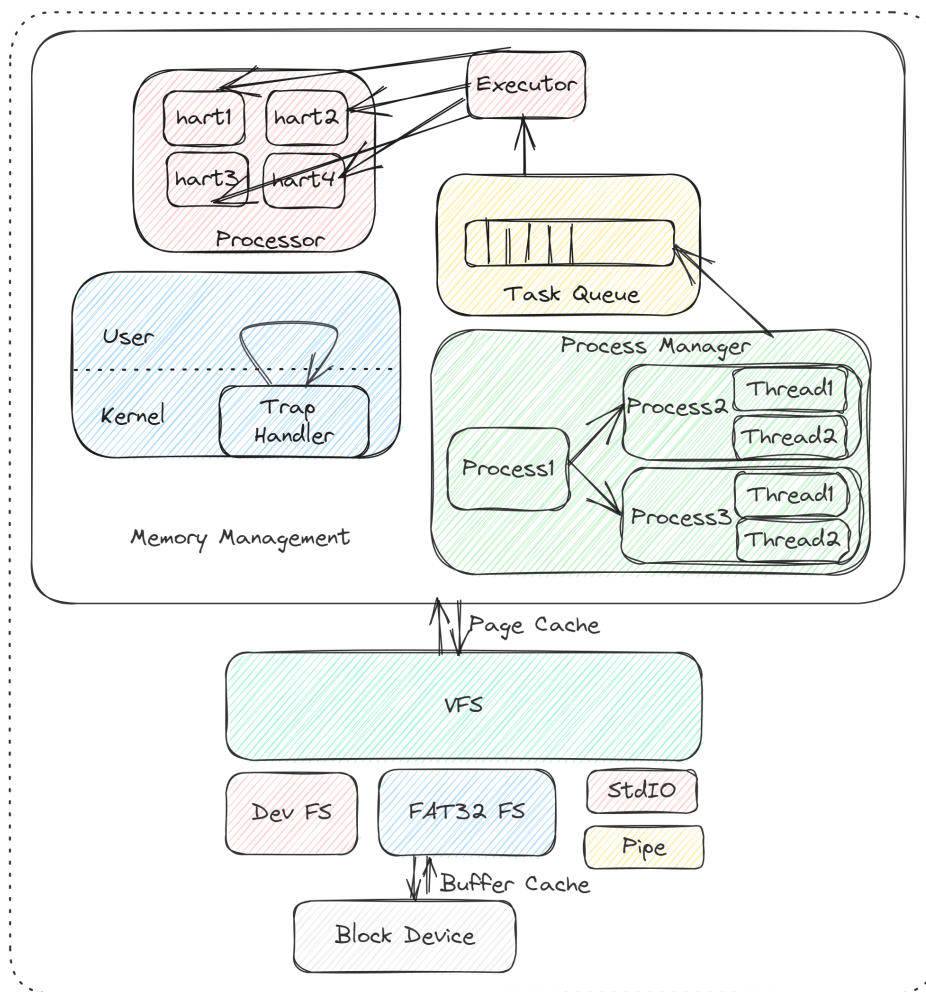 Executor
hart1
hart2
hart3
hart4
Processor
Task Queue
User
Kernel
Trap
Handler
Process Manager
Process1
Process2
Thread1
Thread2
Process3
Thread1
Thread2
Memory Management
Page Cache
VFS
Dev FS
FAT32 FS
StdIO
Pipe
Buffer Cache
Block Device